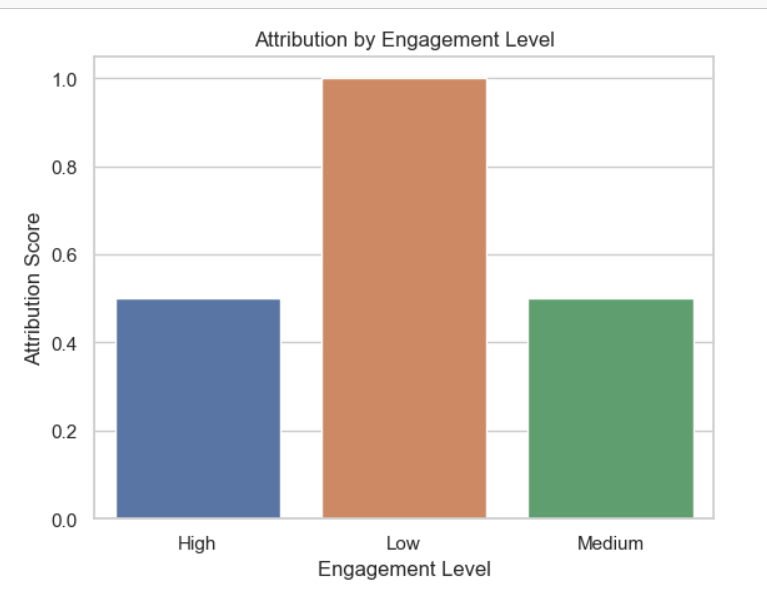 Attribution by Engagement Level
Attribution Score
1.0
0.8
0.6
0.4
0.2
0.0
High
Low
Medium
Engagement Level